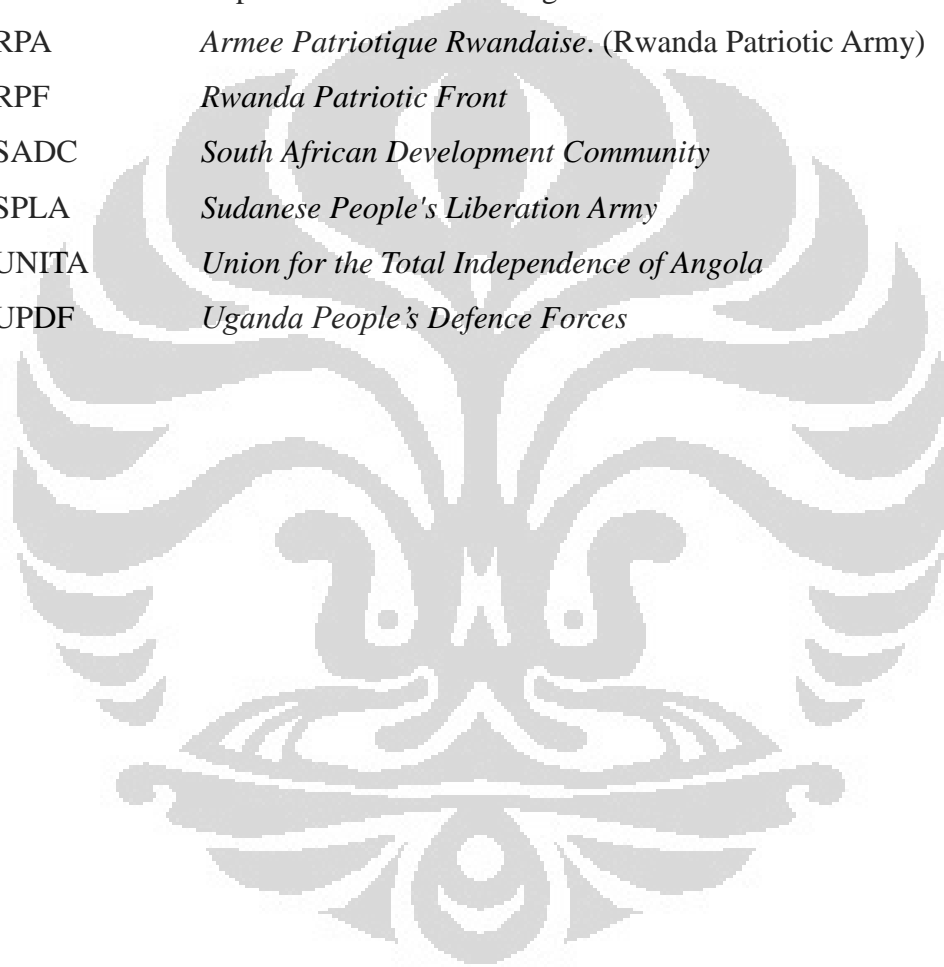 RPA Armee Patriotique Rwandaise. (Rwanda Patriotic Army)
RPF Rwanda Patriotic Front
SADC South African Development Community
SPLA Sudanese People's Liberation Army
UNITA Union for the Total Independence of Angola
UPDF Uganda People’s Defence Forces